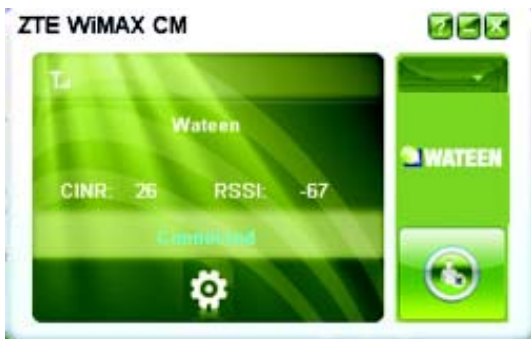 ZTE WiMAX CM
?
Wateen
WATEEN
CINR: 26 RSSI: -67
Connected